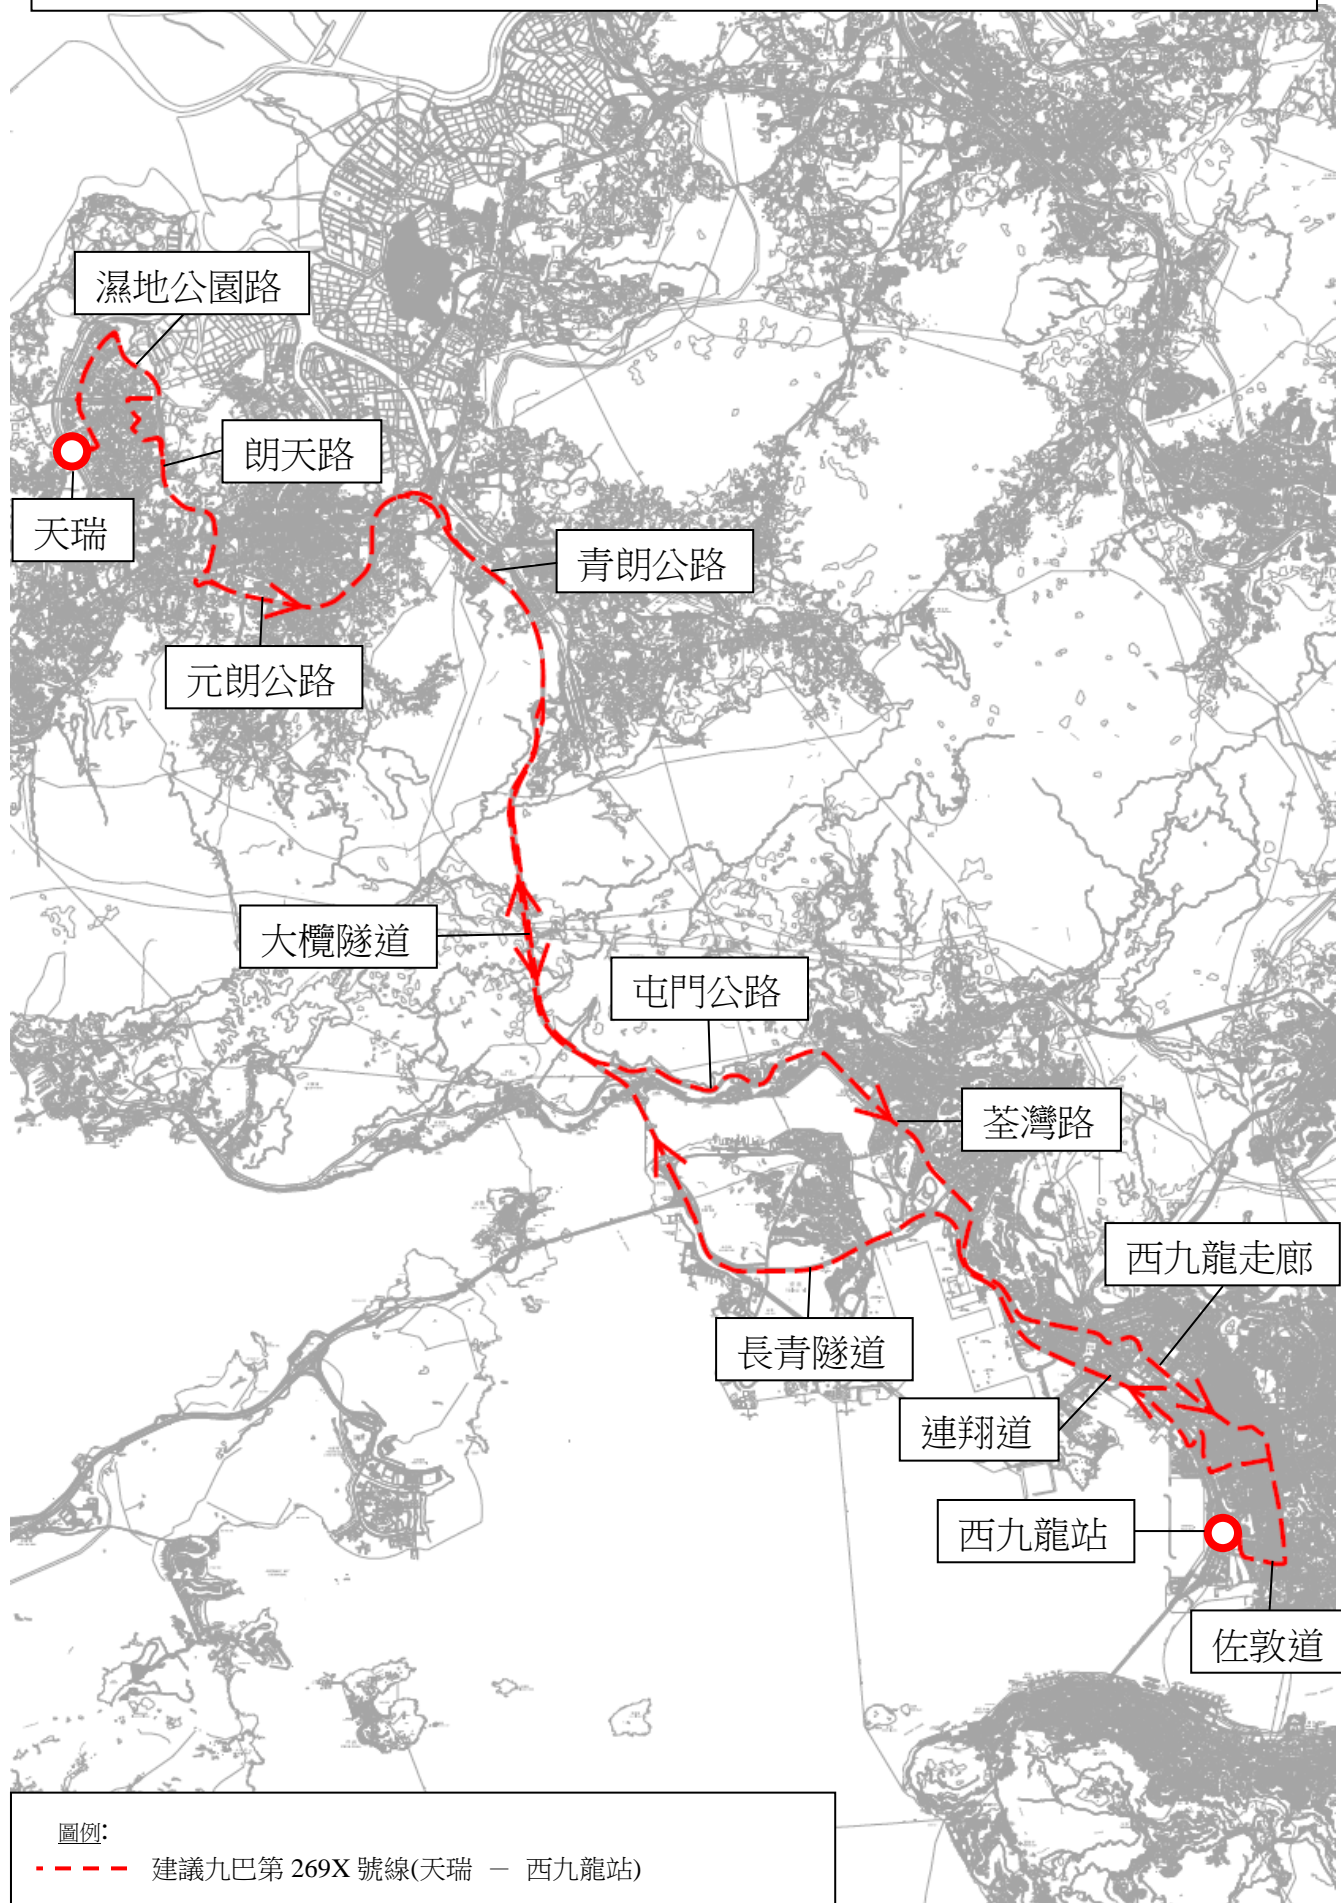 濕地公園路
朗天路
天瑞
青朗公路
元朗公路
大欖隧道
屯門公路
荃灣路
西九龍走廊
長青隧道
連翔道
西九龍站
佐敦道
圖例:
建議九巴第 269X 號線(天瑞 － 西九龍站)